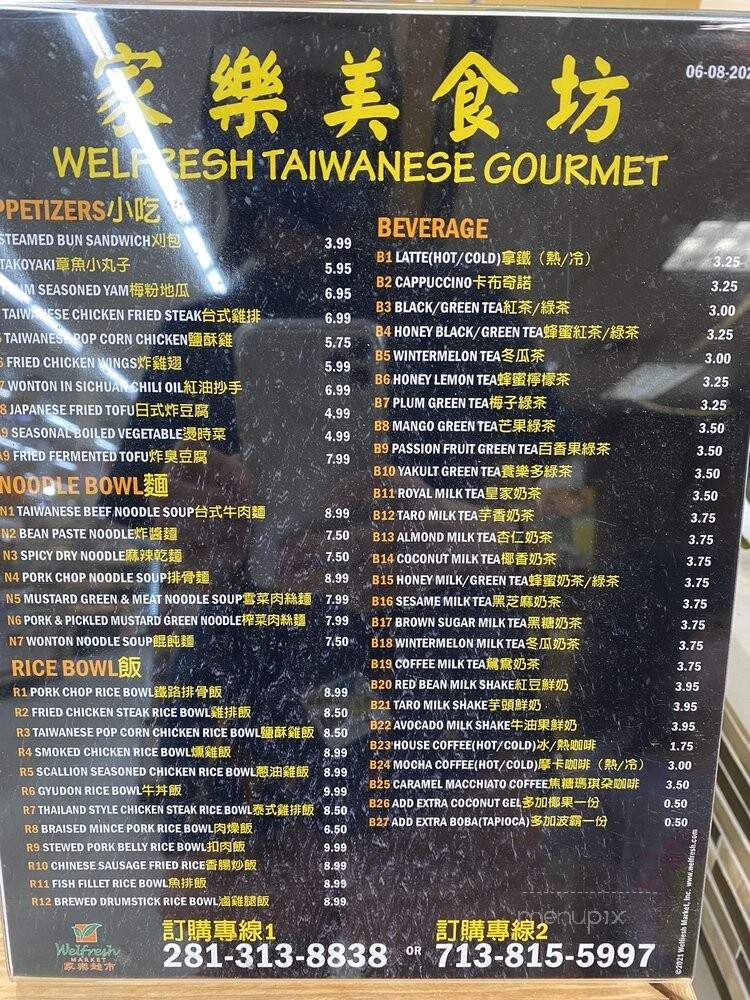 家樂美食坊
06-08-202
WELFRESH TAIWANESE GOURMET
PPETIZERS小吃
STEAMED BUN SANDWICH刈包 3.99
TAKOYAKI章魚小丸子 5.95
SEASONED YAM梅粉地瓜 6.95
TAIWANESE CHICKEN FRIED STEAK台式雞排 6.99
TAIWANESE POP CORN CHICKEN鹽酥雞 5.75
FRIED CHICKEN WINGS炸雞翅 5.99
7 WONTON IN SICHUAN CHILI OIL紅油抄手 6.99
8 JAPANESE FRIED TOFU日式炸豆腐 4.99
9 SEASONAL BOILED VEGETABLE燙時菜 4.99
A9 FRIED FERMENTED TOFU炸臭豆腐 7.99
NOODLE BOWL麵
N1 TAIWANESE BEEF NOODLE SOUP台式牛肉麵 8.99
N2 BEAN PASTE NOODLE炸醬麵 7.50
N3 SPICY DRY NOODLE麻辣乾麵 7.50
N4 PORK CHOP NOODLE SOUP排骨麵 8.99
N5 MUSTARD GREEN & MEAT NOODLE SOUP雪菜肉絲麵 7.99
N6 PORK & PICKLED MUSTARD GREEN NOODLE榨菜肉絲麵 7.99
N7 WONTON NOODLE SOUP餛飩麵 7.50
RICE BOWL飯
R1 PORK CHOP RICE BOWL鐵路排骨飯 8.99
R2 FRIED CHICKEN STEAK RICE BOWL雞排飯 8.50
R3 TAIWANESE POP CORN CHICKEN RICE BOWL鹽酥雞飯 8.50
R4 SMOKED CHICKEN RICE BOWL燻雞飯 8.99
R5 SCALLION SEASONED CHICKEN RICE BOWL蔥油雞飯 8.99
R6 GYUDON RICE BOWL牛丼飯 9.99
R7 THAILAND STYLE CHICKEN STEAK RICE BOWL泰式雞排飯 8.50
R8 BRAISED MINCE PORK RICE BOWL肉燥飯 6.50
R9 STEWED PORK BELLY RICE BOWL扣肉飯 9.99
R10 CHINESE SAUSAGE FRIED RICE香腸炒飯 8.99
R11 FISH FILLET RICE BOWL魚排飯 8.99
R12 BREWED DRUMSTICK RICE BOWL滷雞腿飯 8.99
BEVERAGE
B1 LATTE(HOT/COLD)拿鐵（熱/冷） 3.25
B2 CAPPUCCINO卡布奇諾 3.25
B3 BLACK/GREEN TEA紅茶/綠茶 3.00
B4 HONEY BLACK/GREEN TEA蜂蜜紅茶/綠茶 3.25
B5 WINTERMELON TEA冬瓜茶 3.00
B6 HONEY LEMON TEA蜂蜜檸檬茶 3.25
B7 PLUM GREEN TEA梅子綠茶 3.25
B8 MANGO GREEN TEA芒果綠茶 3.50
B9 PASSION FRUIT GREEN TEA百香果綠茶 3.50
B10 YAKULT GREEN TEA養樂多綠茶 3.50
B11 ROYAL MILK TEA皇家奶茶 3.50
B12 TARO MILK TEA芋香奶茶 3.75
B13 ALMOND MILK TEA杏仁奶茶 3.75
B14 COCONUT MILK TEA椰香奶茶 3.75
B15 HONEY MILK/GREEN TEA蜂蜜奶茶/綠茶 3.75
B16 SESAME MILK TEA黑芝麻奶茶 3.75
B17 BROWN SUGAR MILK TEA黑糖奶茶 3.75
B18 WINTERMELON MILK TEA冬瓜奶茶 3.75
B19 COFFEE MILK TEA鴛鴦奶茶 3.75
B20 RED BEAN MILK SHAKE紅豆鮮奶 3.95
B21 TARO MILK SHAKE芋頭鮮奶 3.95
B22 AVOCADO MILK SHAKE牛油果鮮奶 3.95
B23 HOUSE COFFEE(HOT/COLD)冰/熱咖啡 1.75
B24 MOCHA COFFEE(HOT/COLD)摩卡咖啡（熱/冷） 3.00
B25 CARAMEL MACCHIATO COFFEE焦糖瑪琪朵咖啡 3.50
B26 ADD EXTRA COCONUT GEL多加椰果一份 0.50
B27 ADD EXTRA BOBA(TAPIOCA)多加波霸一份 0.50
©2021 Welfresh Market, Inc. www.welfresh.com
menupix
Welfresh
MARKET
家樂超市
訂購專線1
281-313-8838
OR
訂購專線2
713-815-5997